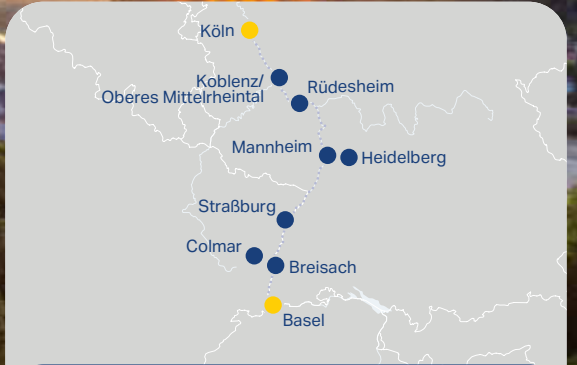 Köln
Koblenz/
Oberes Mittelrheintal
Rüdesheim
Mannheim
Heidelberg
Straßburg
Colmar
Breisach
Basel